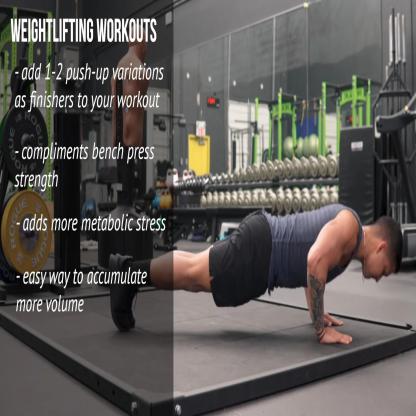 WEIGHTLIFTING WORKOUTS
- add 1-2 push-up variations
as finishers to your workout
- compliments bench press
strength
- adds more metabolic stress
- easy way to accumulate
more volume
ROGUE